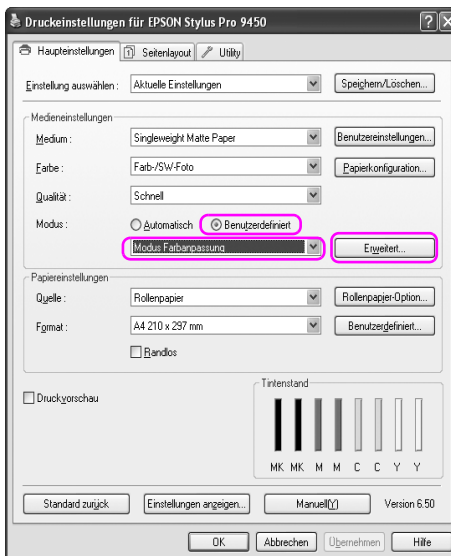 Druckeinstellungen für EPSON Stylus Pro 9450
Haupteinstellungen Seitenlayout Utility
Einstellung auswählen : Aktuelle Einstellungen Speichern/Löschen...
Medieneinstellungen
Medium : Singleweight Matte Paper Benutzereinstellungen...
Farbe : Farb-/SW-Foto Papierkonfiguration...
Qualität : Schnell
Modus : Automatisch Benutzerdefiniert
Modus Farbanpassung Erweitert...
Papiereinstellungen
Quelle : Rollenpapier Rollenpapier-Option...
Format : A4 210 x 297 mm Benutzerdefiniert...
Randlos
Druckvorschau
Tintenstand
MK MK M M C C Y Y
Standard zurück Einstellungen anzeigen... Manuell(Y) Version 6.50
OK Abbrechen Übernehmen Hilfe